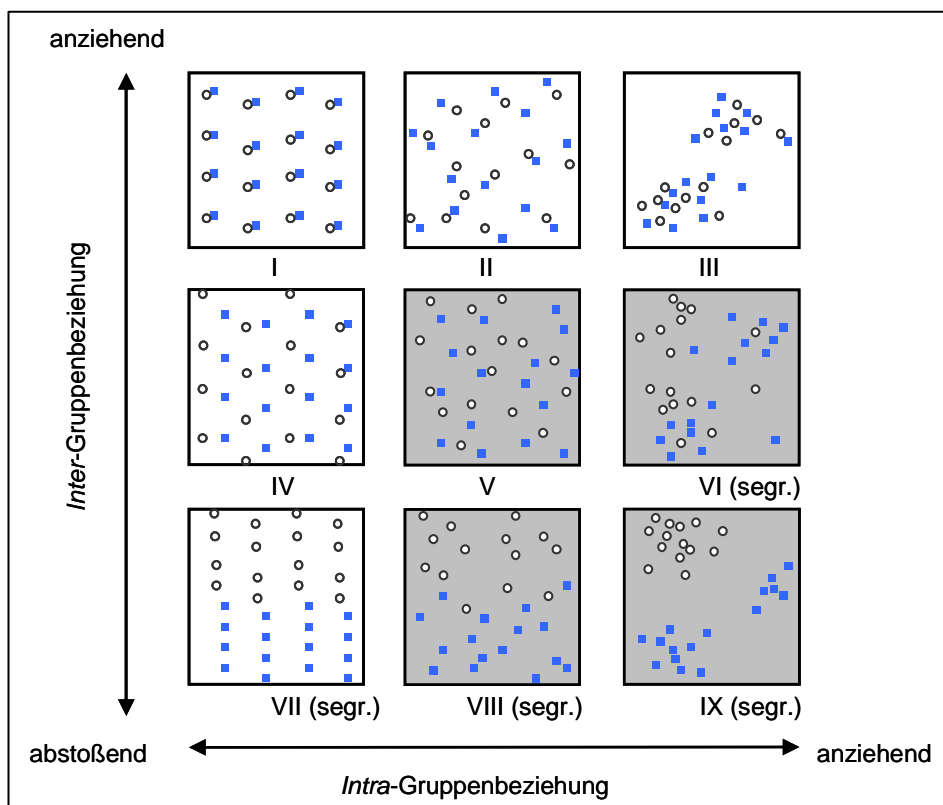 anziehend
Inter-Gruppenbeziehung
I II III
IV V VI (segr.)
VII (segr.) VIII (segr.) IX (segr.)
abstoßend anziehend
Intra-Gruppenbeziehung